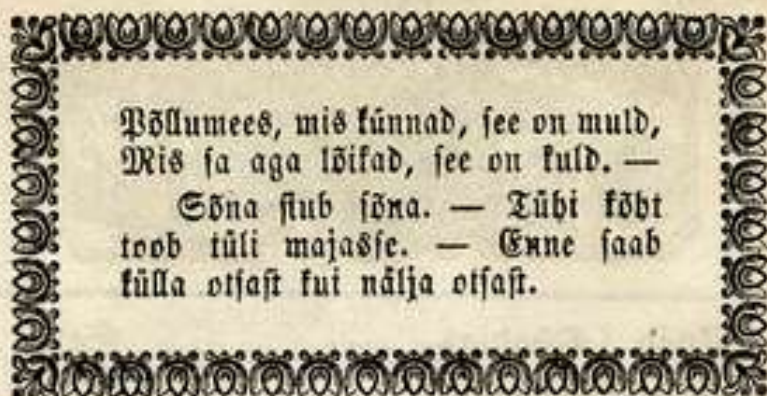 Põllumees, mis künnad, see on muld,
Mis sa aga lõikad, see on kuld. —
Sõna siub sõna. — Tühi kõht
toob tüli majasse. — Enne saab
külla otsast kui nälja otsast.